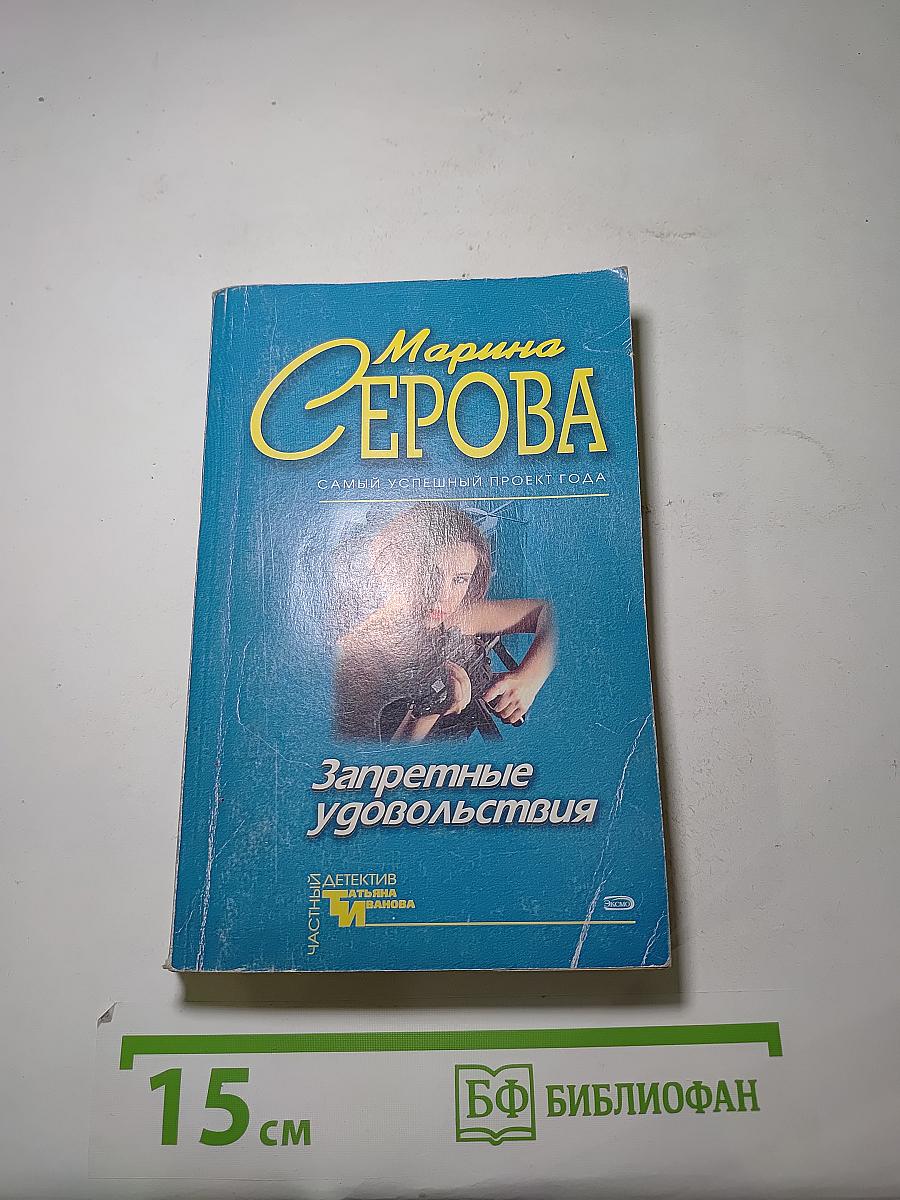 Марина
СЕРОВА
САМЫЙ УСПЕШНЫЙ ПРОЕКТ ГОДА
Запретные
удовольствия
ЧАСТНЫЙ
ДЕТЕКТИВ
ТАТЬЯНА
ИВАНОВА
ЭКСМО
15 см
БФ БИБЛИОФАН